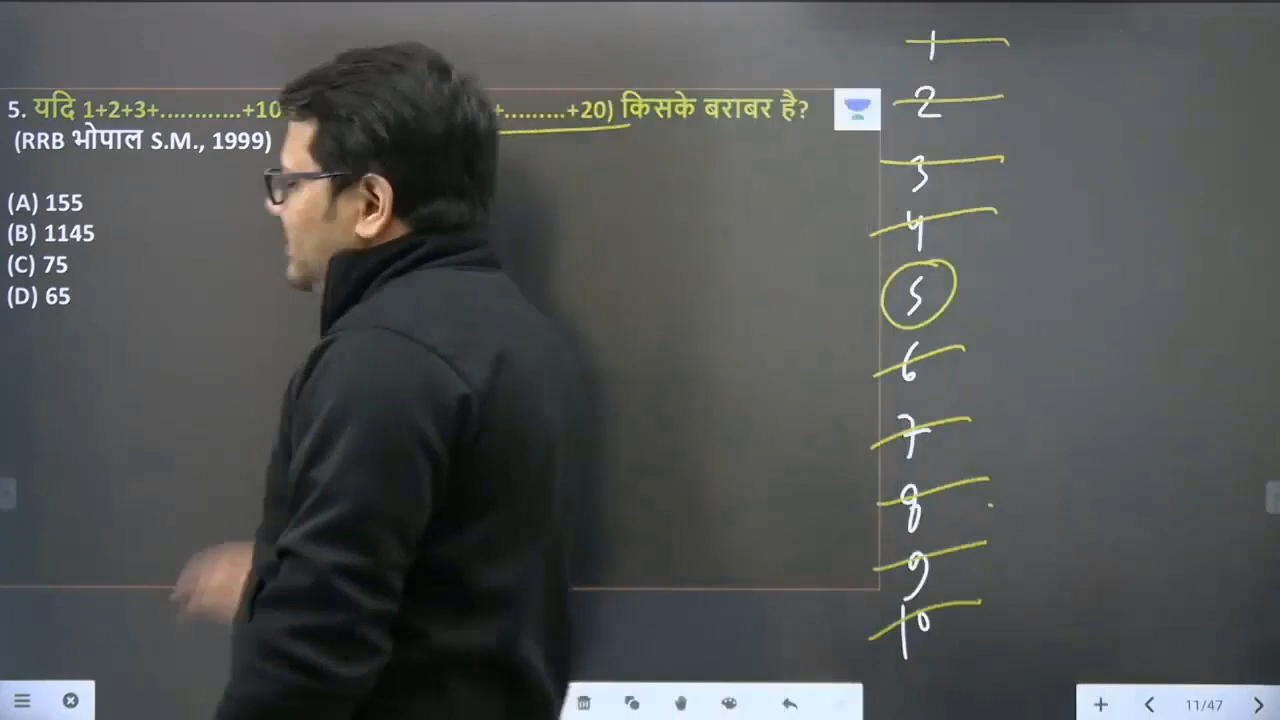 5. यदि 1+2+3+............+10 +.........+20) किसके बराबर है?
(RRB भोपाल S.M., 1999)
(A) 155
(B) 1145
(C) 75
(D) 65
1
2
3
4
5
6
7
8
9
10
11/47